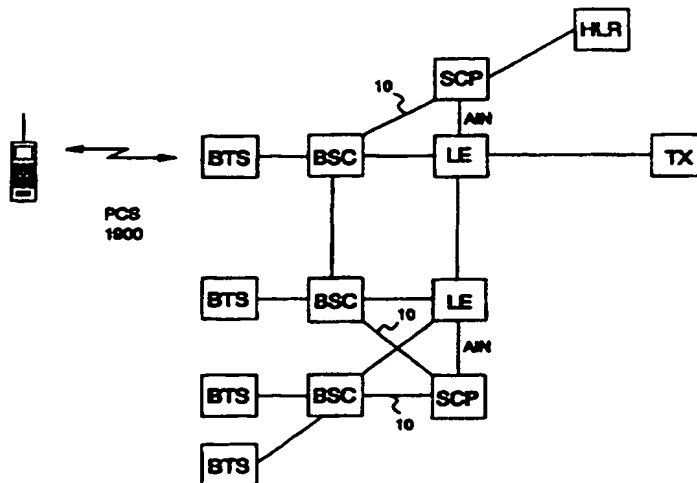 HLR
SCP
10
AIN
BTS
BSC
LE
TX
PCS
1900
BTS
BSC
LE
10
AIN
BTS
BSC
SCP
10
BTS